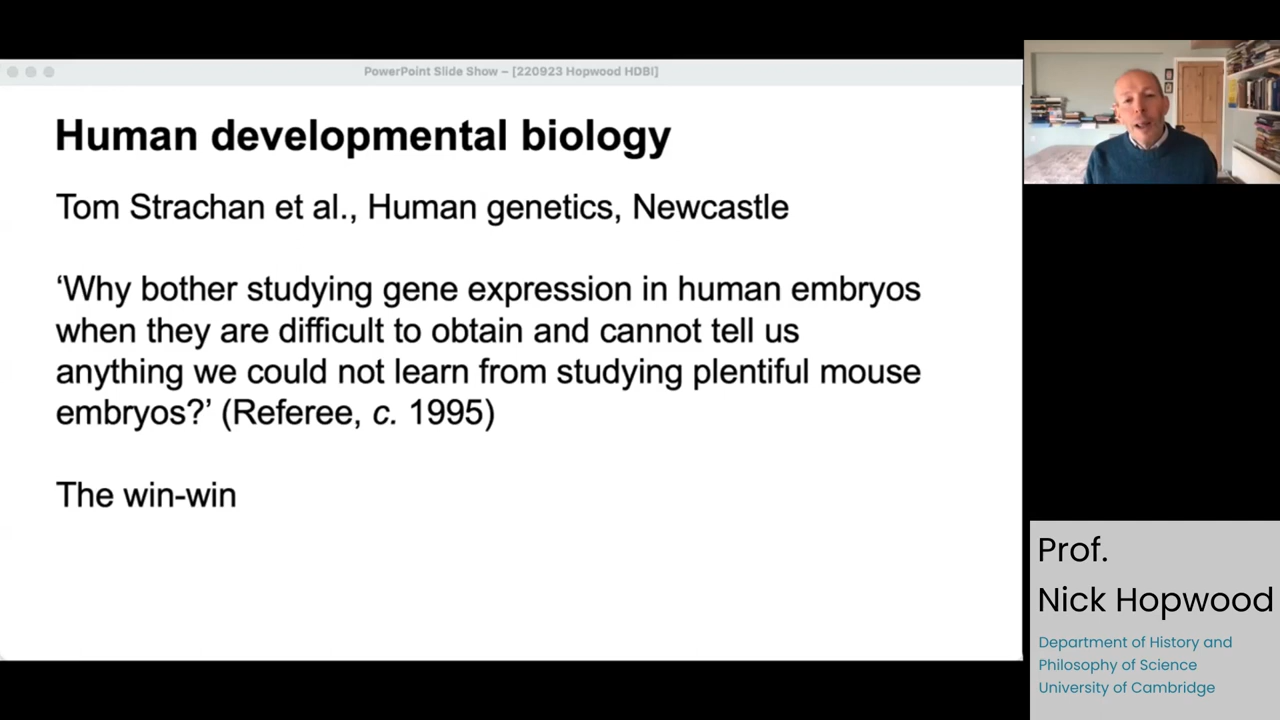 PowerPoint Slide Show – [220923 Hopwood HDBI]
Human developmental biology
Tom Strachan et al., Human genetics, Newcastle
‘Why bother studying gene expression in human embryos
when they are difficult to obtain and cannot tell us
anything we could not learn from studying plentiful mouse
embryos?’ (Referee, c. 1995)
The win-win
Prof.
Nick Hopwood
Department of History and
Philosophy of Science
University of Cambridge